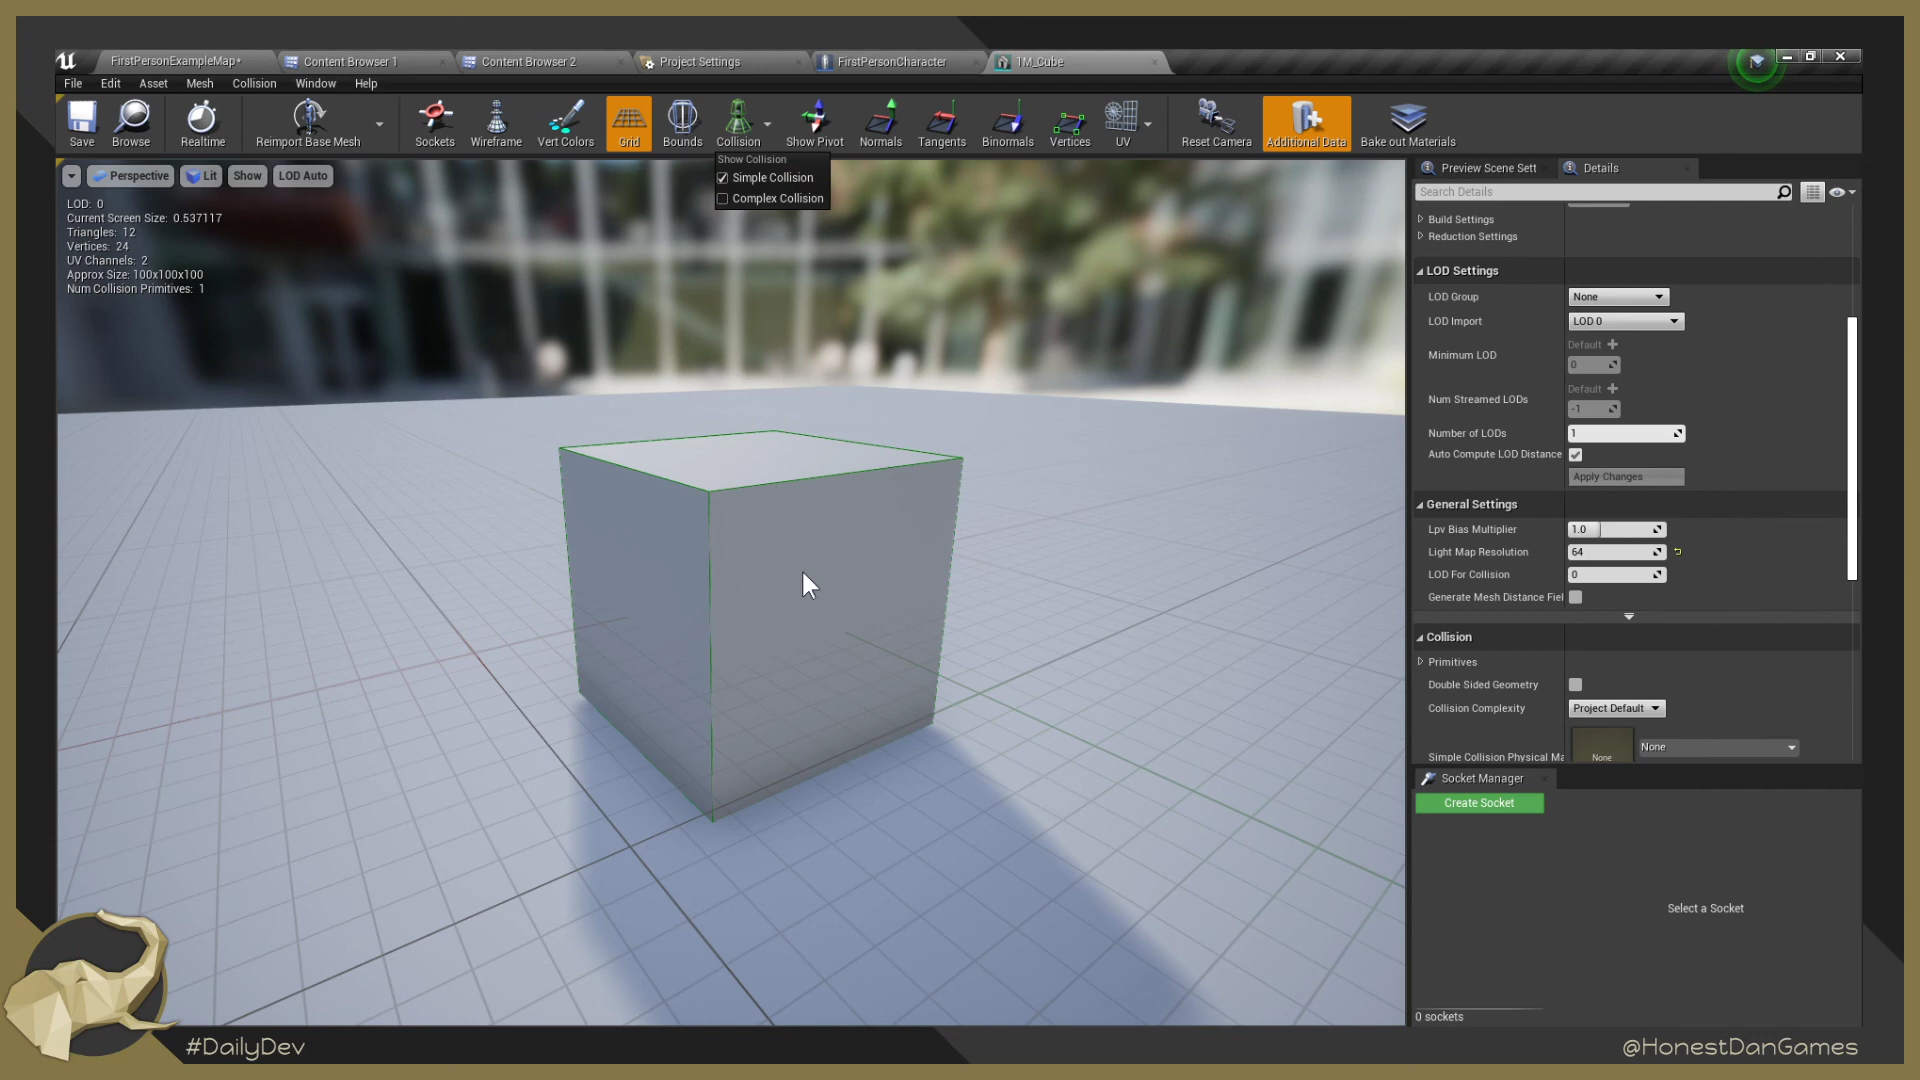 FirstPersonExampleMap*
Content Browser 1
Content Browser 2
Project Settings
FirstPersonCharacter
1M_Cube
File Edit Asset Mesh Collision Window Help
Save Browse Realtime Reimport Base Mesh Sockets Wireframe Vert Colors Grid Bounds Collision Show Pivot Normals Tangents Binormals Vertices UV Reset Camera Additional Data Bake out Materials
Show Collision
Simple Collision
Complex Collision
Perspective Lit Show LOD Auto
LOD: 0
Current Screen Size: 0.537117
Triangles: 12
Vertices: 24
UV Channels: 2
Approx Size: 100x100x100
Num Collision Primitives: 1
Preview Scene Sett
Details
Search Details
Build Settings
Reduction Settings
LOD Settings
LOD Group None
LOD Import LOD 0
Default
Minimum LOD
0
Default
Num Streamed LODs
-1
Number of LODs 1
Auto Compute LOD Distance
Apply Changes
General Settings
Lpv Bias Multiplier 1.0
Light Map Resolution 64
LOD For Collision 0
Generate Mesh Distance Fiel
Collision
Primitives
Double Sided Geometry
Collision Complexity Project Default
Simple Collision Physical Ma
None
None
Socket Manager
Create Socket
Select a Socket
0 sockets
#DailyDev
@HonestDanGames